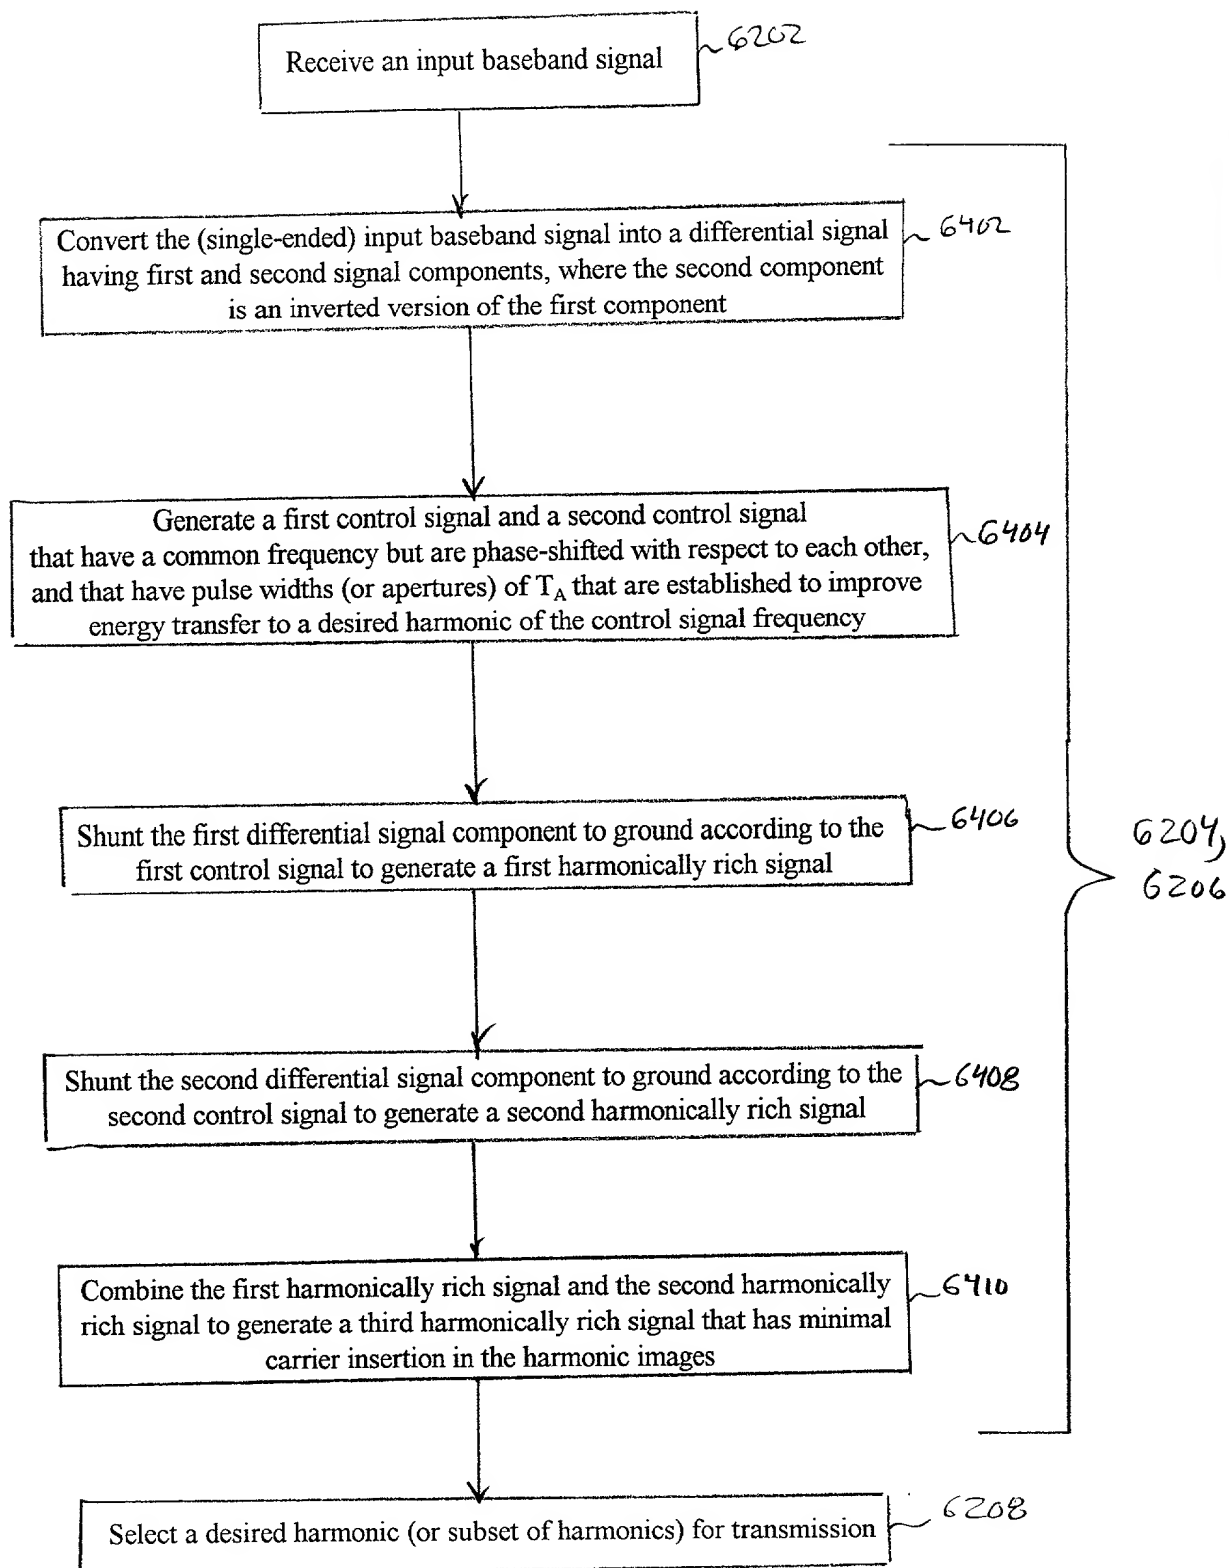 Receive an input baseband signal
6202
Convert the (single-ended) input baseband signal into a differential signal
having first and second signal components, where the second component
is an inverted version of the first component
6402
Generate a first control signal and a second control signal
that have a common frequency but are phase-shifted with respect to each other,
and that have pulse widths (or apertures) of T_A that are established to improve
energy transfer to a desired harmonic of the control signal frequency
6404
Shunt the first differential signal component to ground according to the
first control signal to generate a first harmonically rich signal
6406
6204,
6206
Shunt the second differential signal component to ground according to the
second control signal to generate a second harmonically rich signal
6408
Combine the first harmonically rich signal and the second harmonically
rich signal to generate a third harmonically rich signal that has minimal
carrier insertion in the harmonic images
6410
Select a desired harmonic (or subset of harmonics) for transmission
6208